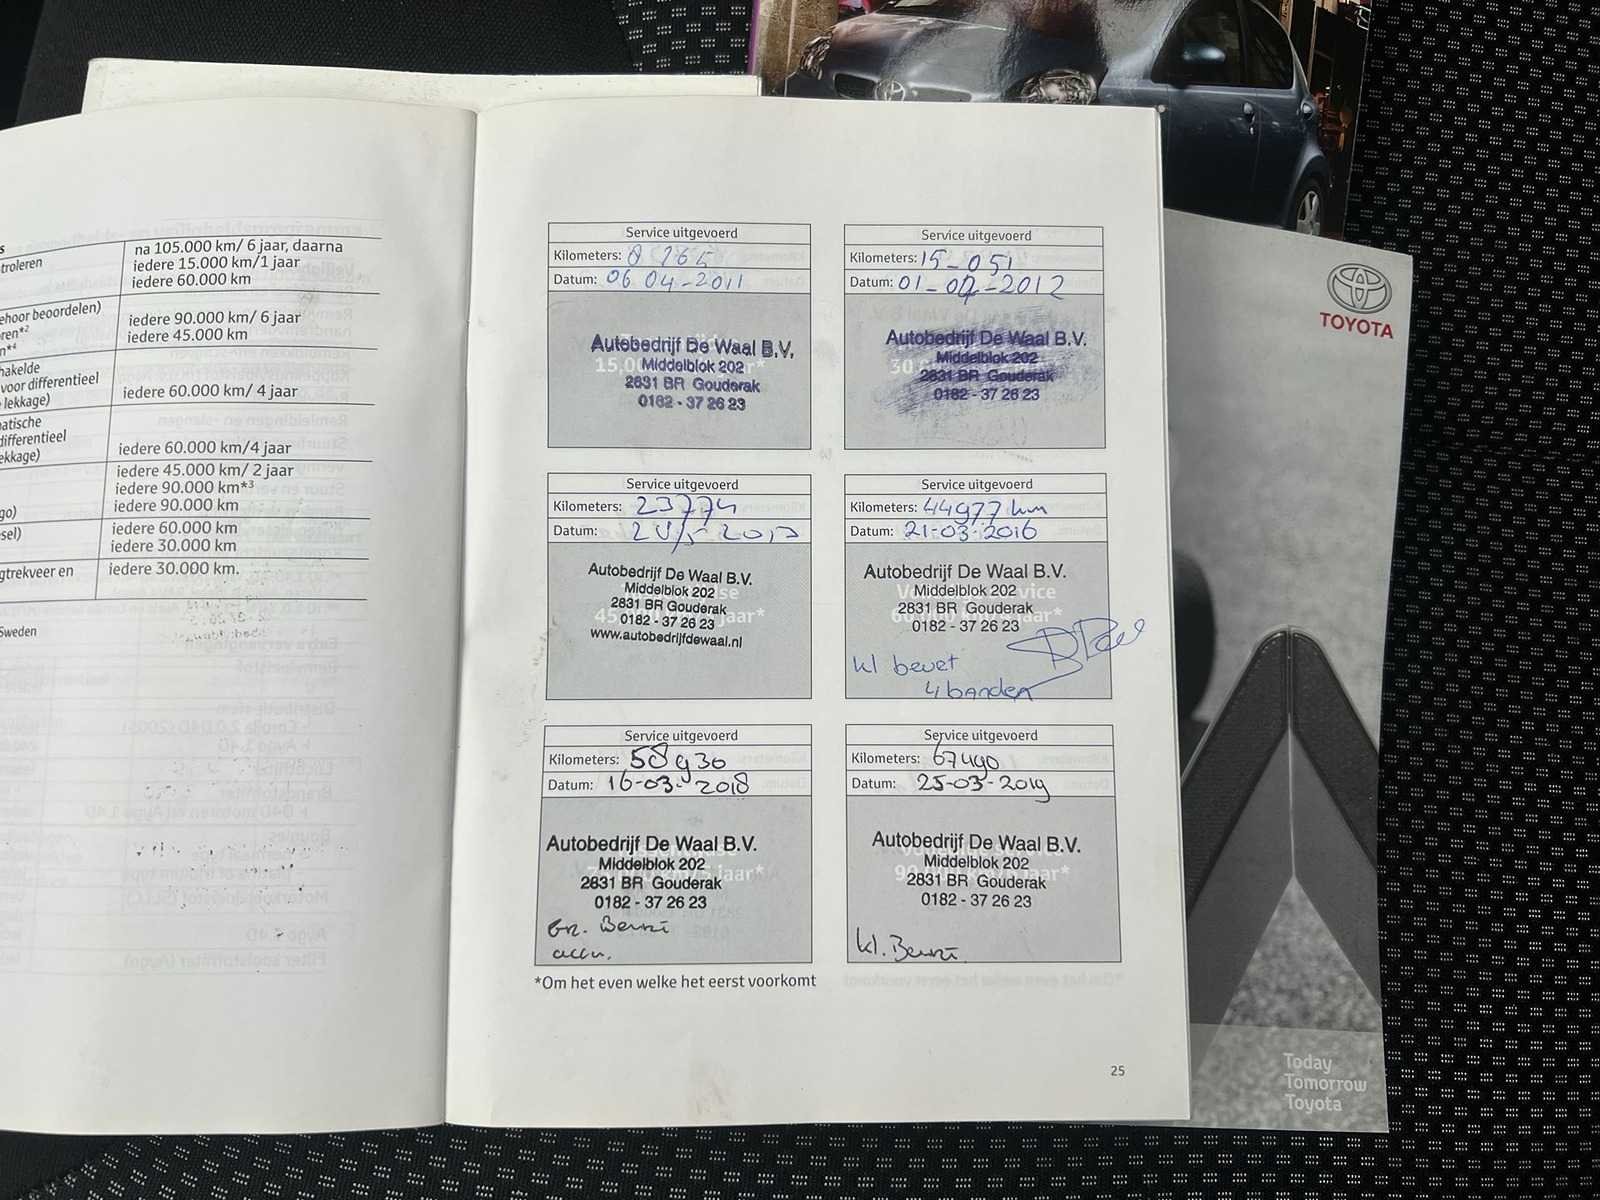 s
troleren
na 105.000 km/ 6 jaar, daarna
iedere 15.000 km/1 jaar
iedere 60.000 km
ehoor beoordelen)
ren*2
n*4
iedere 90.000 km/ 6 jaar
iedere 45.000 km
hakelde
voor differentieel
lekkage)
iedere 60.000 km/ 4 jaar
atische
differentieel
ekkage)
iedere 60.000 km/4 jaar
go)
iedere 45.000 km/ 2 jaar
iedere 90.000 km*3
iedere 90.000 km
sel)
iedere 60.000 km
iedere 30.000 km
gtrekveer en
iedere 30.000 km.
Sweden
Service uitgevoerd
Kilometers:
Datum: 06 04-2011
Autobedrijf De Waal B.V.
Middelblok 202
2831 BR Gouderak
0182 - 37 26 23
Service uitgevoerd
Kilometers: 15-051
Datum: 01-02-2012
Autobedrijf De Waal B.V.
Middelblok 202
2831 BR Gouderak
0182 - 37 26 23
Service uitgevoerd
Kilometers: 23774
Datum:
Autobedrijf De Waal B.V.
Middelblok 202
2831 BR Gouderak
0182 - 37 26 23
www.autobedrijfdewaal.nl
Service uitgevoerd
Kilometers: 44977 km
Datum: 21-03-2016
Autobedrijf De Waal B.V.
Middelblok 202
2831 BR Gouderak
0182 - 37 26 23
kl beurt
4 banden
Service uitgevoerd
Kilometers: 58930
Datum: 16-03-2018
Autobedrijf De Waal B.V.
Middelblok 202
2831 BR Gouderak
0182 - 37 26 23
Gr. Beurt
accu.
Service uitgevoerd
Kilometers: 67490
Datum: 25-03-2019
Autobedrijf De Waal B.V.
Middelblok 202
2831 BR Gouderak
0182 - 37 26 23
kl. Beurt.
*Om het even welke het eerst voorkomt
25
TOYOTA
Today
Tomorrow
Toyota